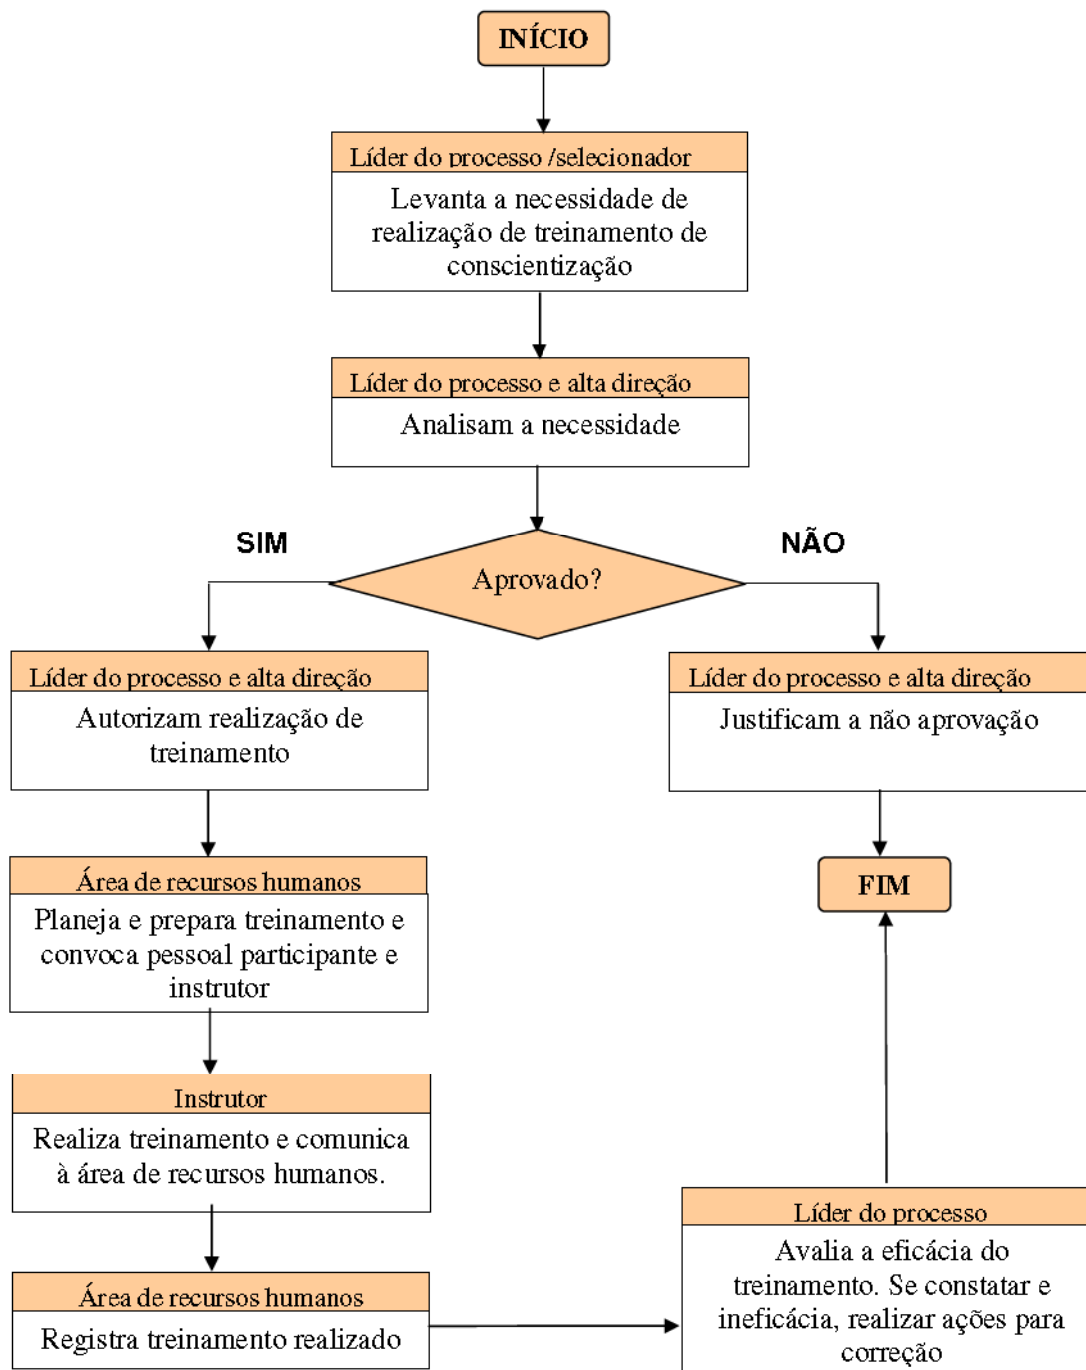 INÍCIO
Líder do processo /selecionador
Levanta a necessidade de
realização de treinamento de
conscientização
Líder do processo e alta direção
Analisam a necessidade
SIM
NÃO
Aprovado?
Líder do processo e alta direção
Autorizam realização de
treinamento
Líder do processo e alta direção
Justificam a não aprovação
Área de recursos humanos
Planeja e prepara treinamento e
convoca pessoal participante e
instrutor
FIM
Instrutor
Realiza treinamento e comunica
à área de recursos humanos.
Área de recursos humanos
Registra treinamento realizado
Líder do processo
Avalia a eficácia do
treinamento. Se constatar e
ineficácia, realizar ações para
correção